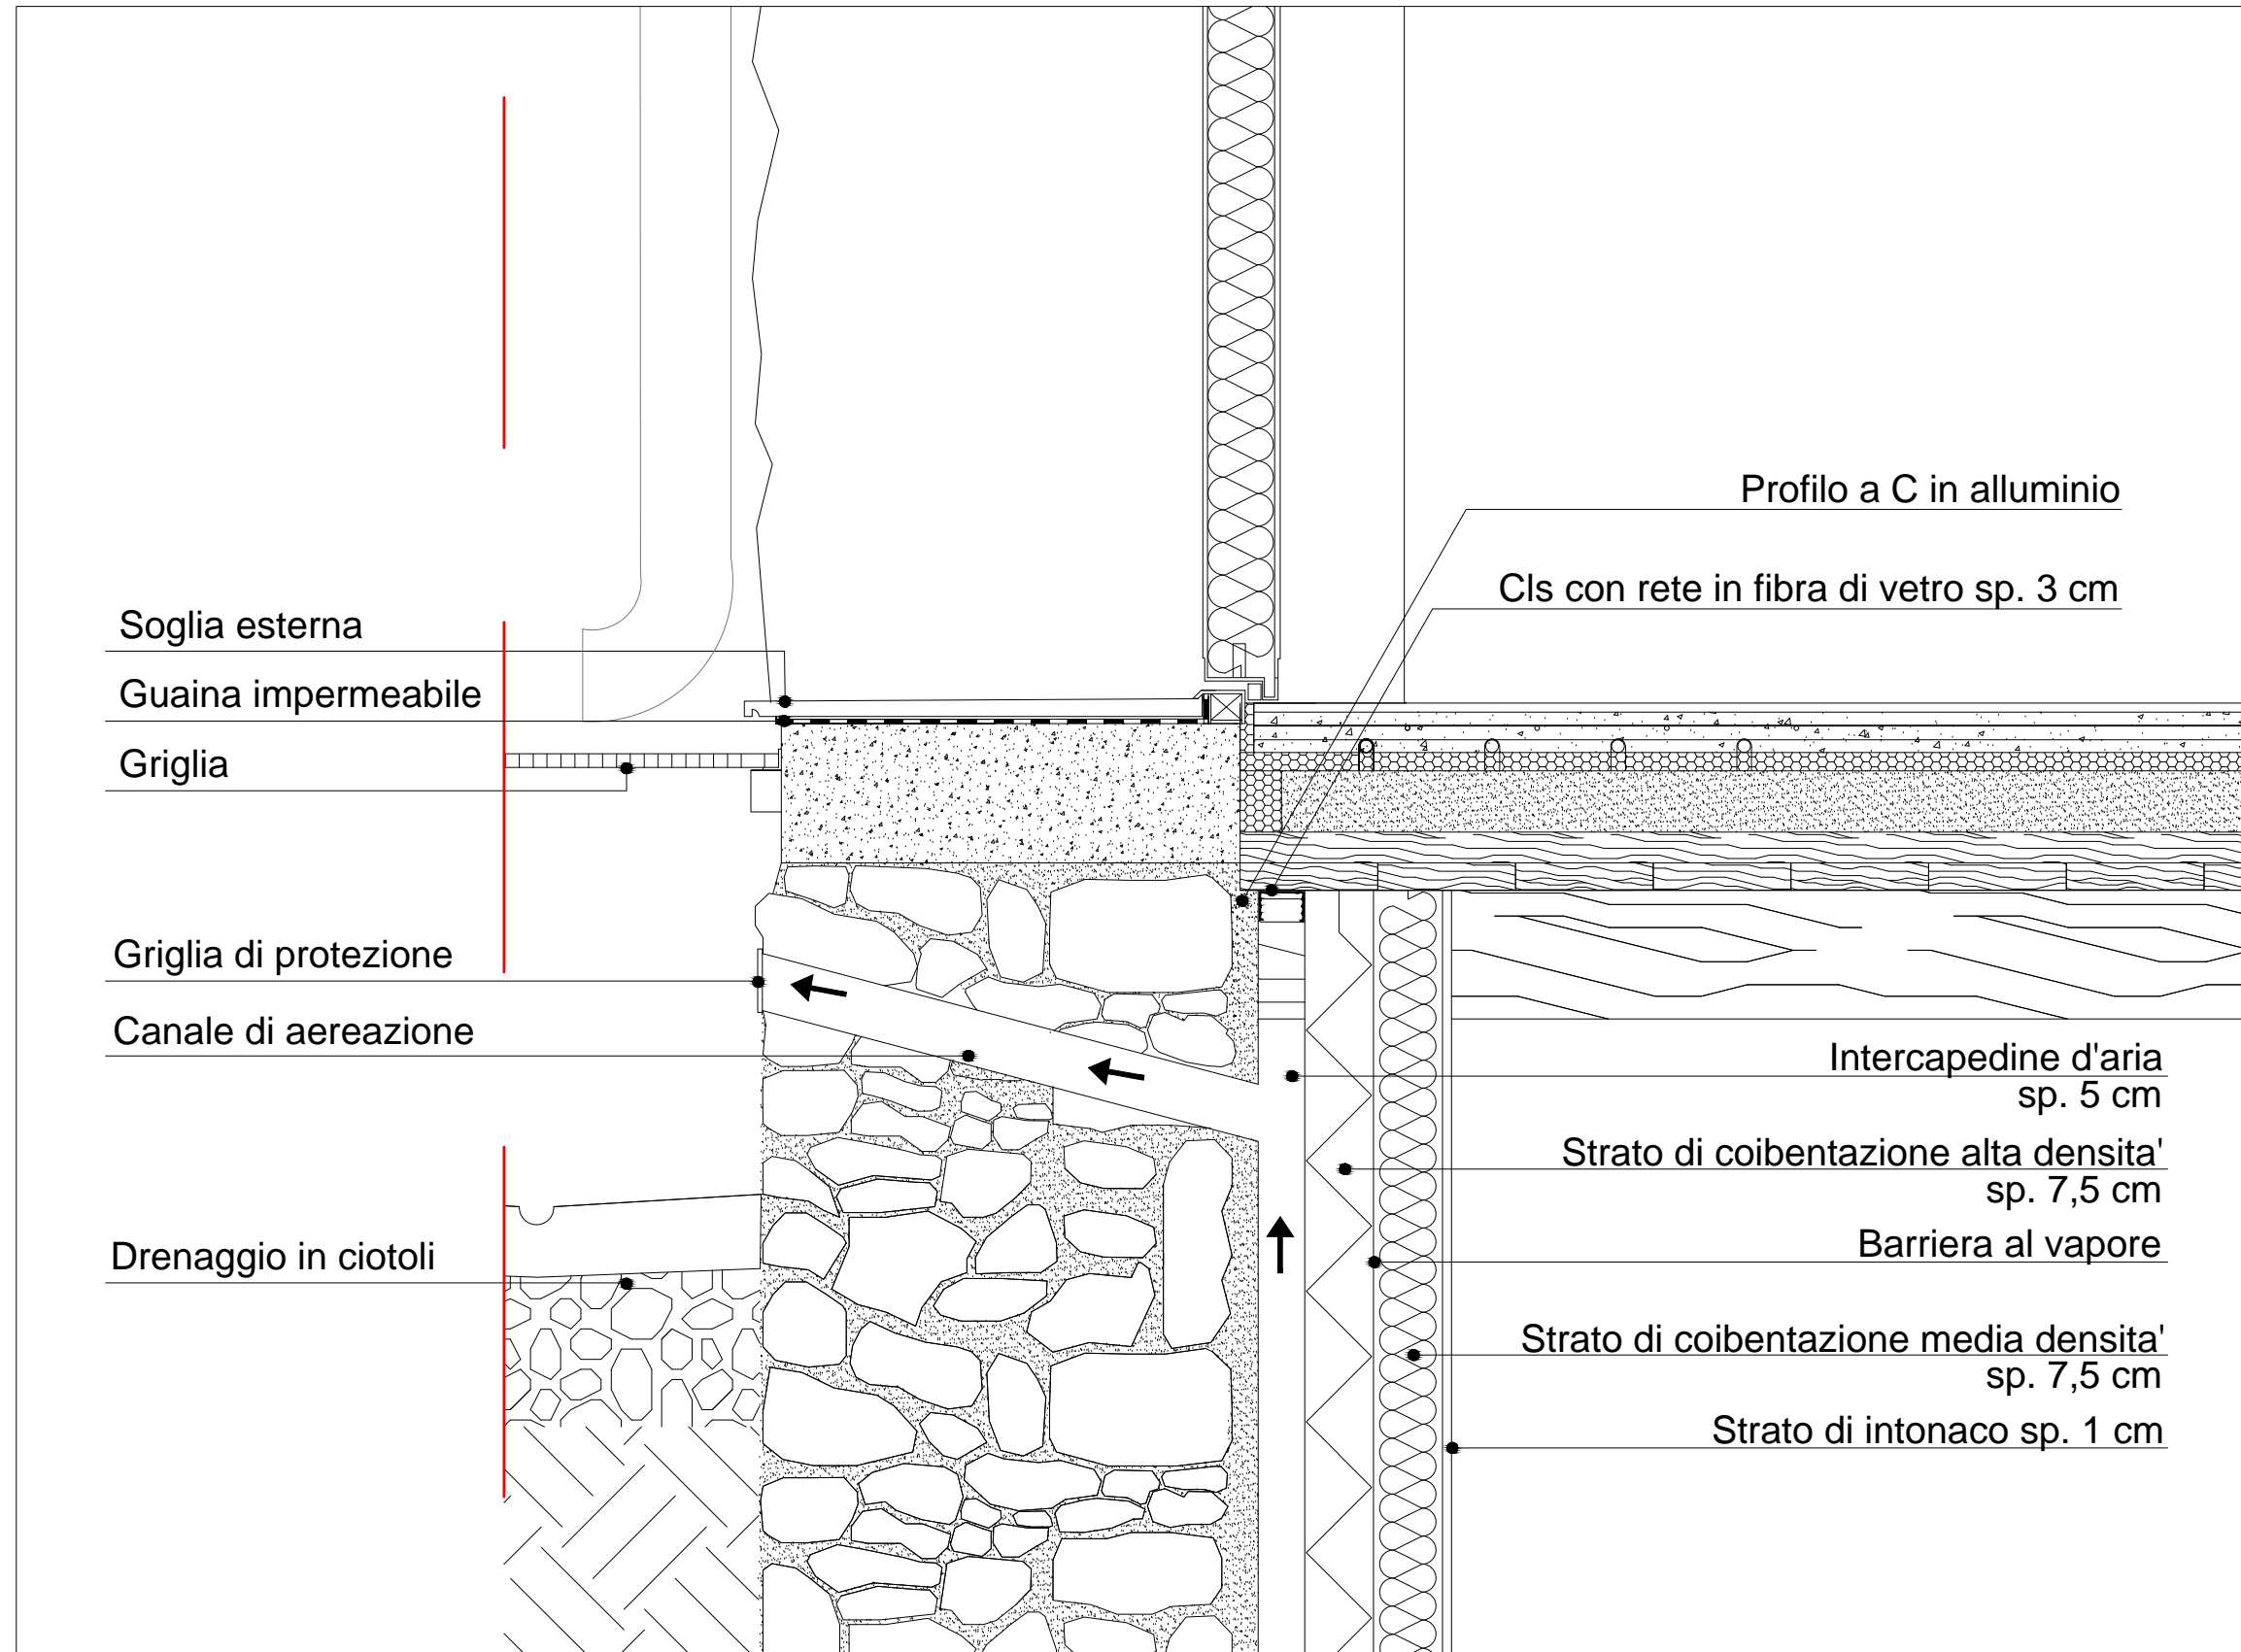 Profilo a C in alluminio
Cls con rete in fibra di vetro sp. 3 cm
Soglia esterna
Guaina impermeabile
Griglia
Griglia di protezione
Canale di aereazione
Drenaggio in ciotoli
Intercapedine d'aria
sp. 5 cm
Strato di coibentazione alta densita'
sp. 7,5 cm
Barriera al vapore
Strato di coibentazione media densita'
sp. 7,5 cm
Strato di intonaco sp. 1 cm